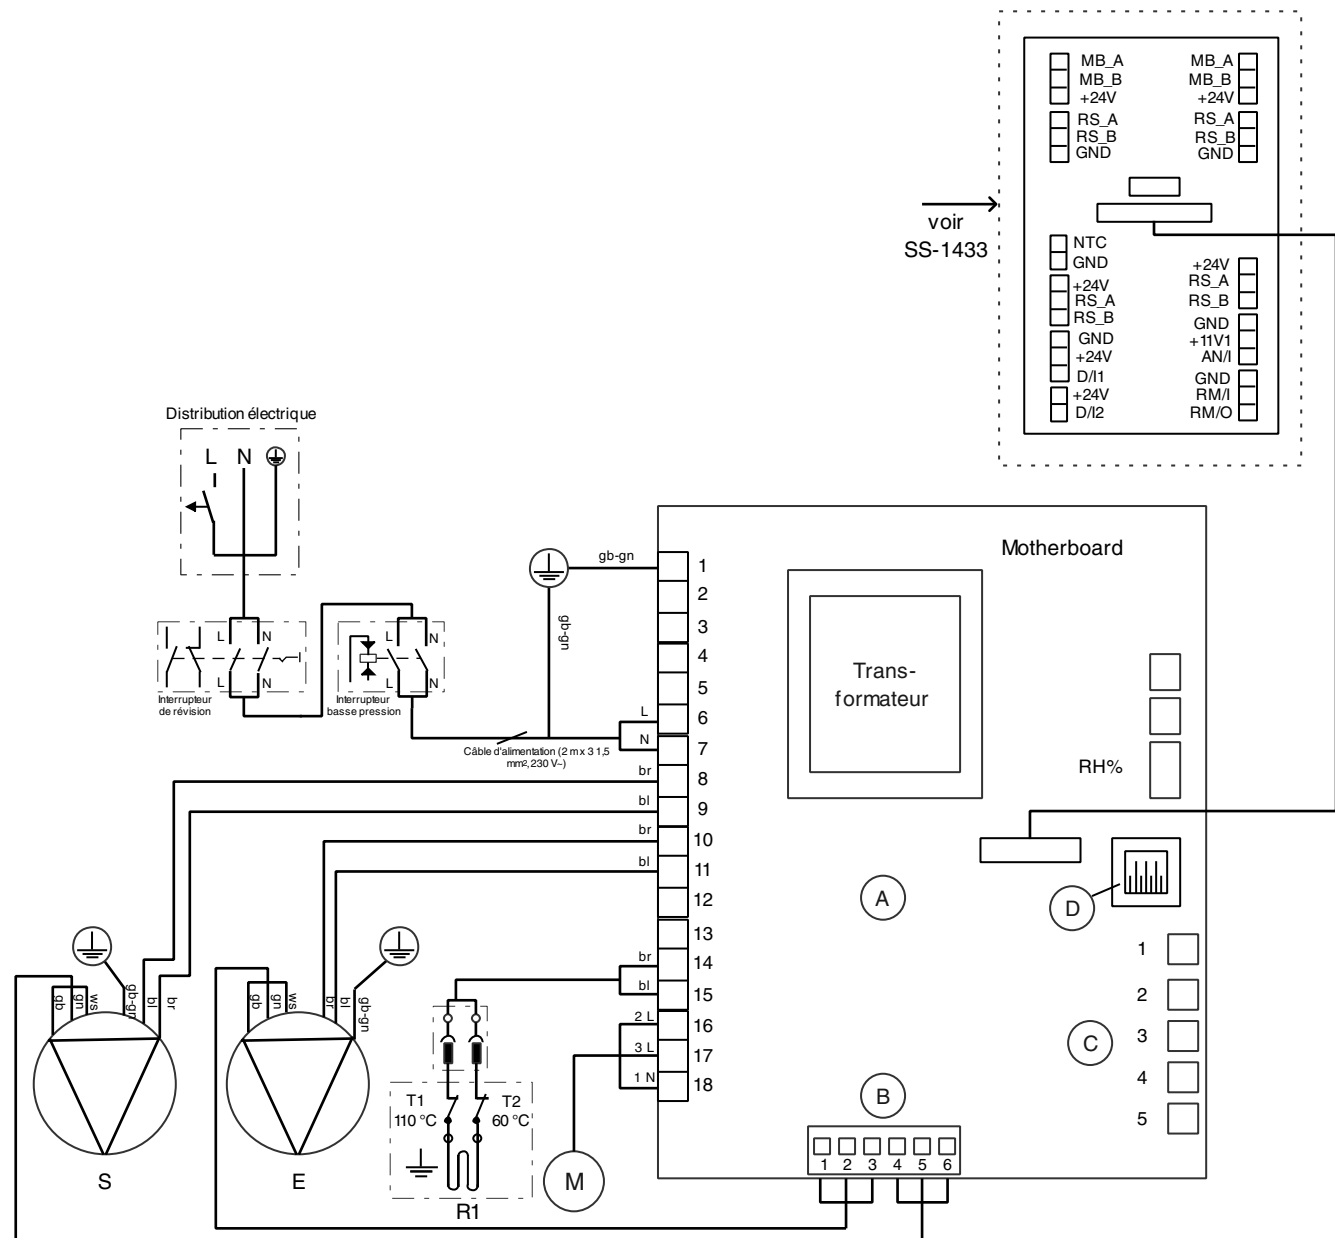 MB_A MB_A
MB_B MB_B
+24V +24V
RS_A RS_A
RS_B RS_B
GND GND
voir
SS-1433
NTC
GND
+24V
RS_A
RS_B
GND
+24V
D/I1
+24V
D/I2
+24V
RS_A
RS_B
GND
+11V1
AN/I
GND
RM/I
RM/O
Distribution électrique
L N
L N
L N
Interrupteur
de révision
L N
L N
Interrupteur
basse pression
gb-gn
gb-gn
Câble d'alimentation (2 m x 3 1,5
mm², 230 V~)
L
N
br
bl
br
bl
br
bl
2 L
3 L
1 N
1
2
3
4
5
6
7
8
9
10
11
12
13
14
15
16
17
18
Motherboard
Trans-
formateur
RH%
A
D
C
B
1
2
3
4
5
1 2 3 4 5 6
gb gn ws gb-gn bl br
S
gb gn ws br bl gb-gn
E
T1 T2
110 °C 60 °C
R1
M